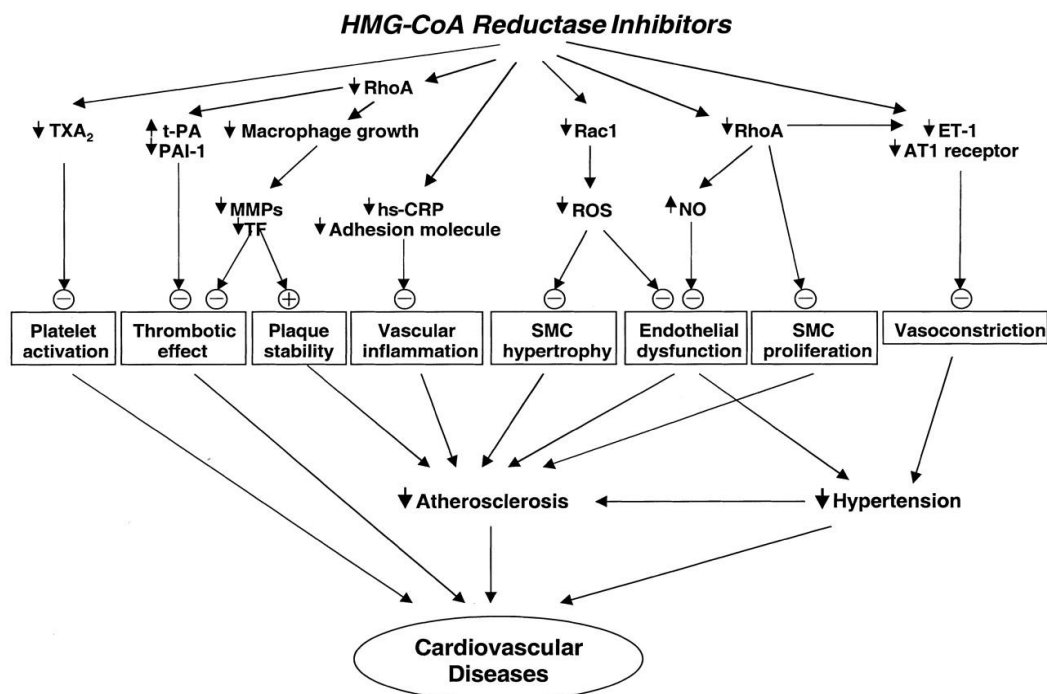 HMG-CoA Reductase Inhibitors
↓ RhoA
↓ TXA₂
↑ t-PA
↓ PAI-1
↓ Macrophage growth
↓ Rac1
↓ RhoA
↓ ET-1
↓ AT1 receptor
↓ MMPs
↓ TF
↓ hs-CRP
↓ Adhesion molecule
↓ ROS
↑ NO
− − − + − − − − − −
Platelet
activation
Thrombotic
effect
Plaque
stability
Vascular
inflammation
SMC
hypertrophy
Endothelial
dysfunction
SMC
proliferation
Vasoconstriction
↓ Atherosclerosis
↓ Hypertension
Cardiovascular
Diseases